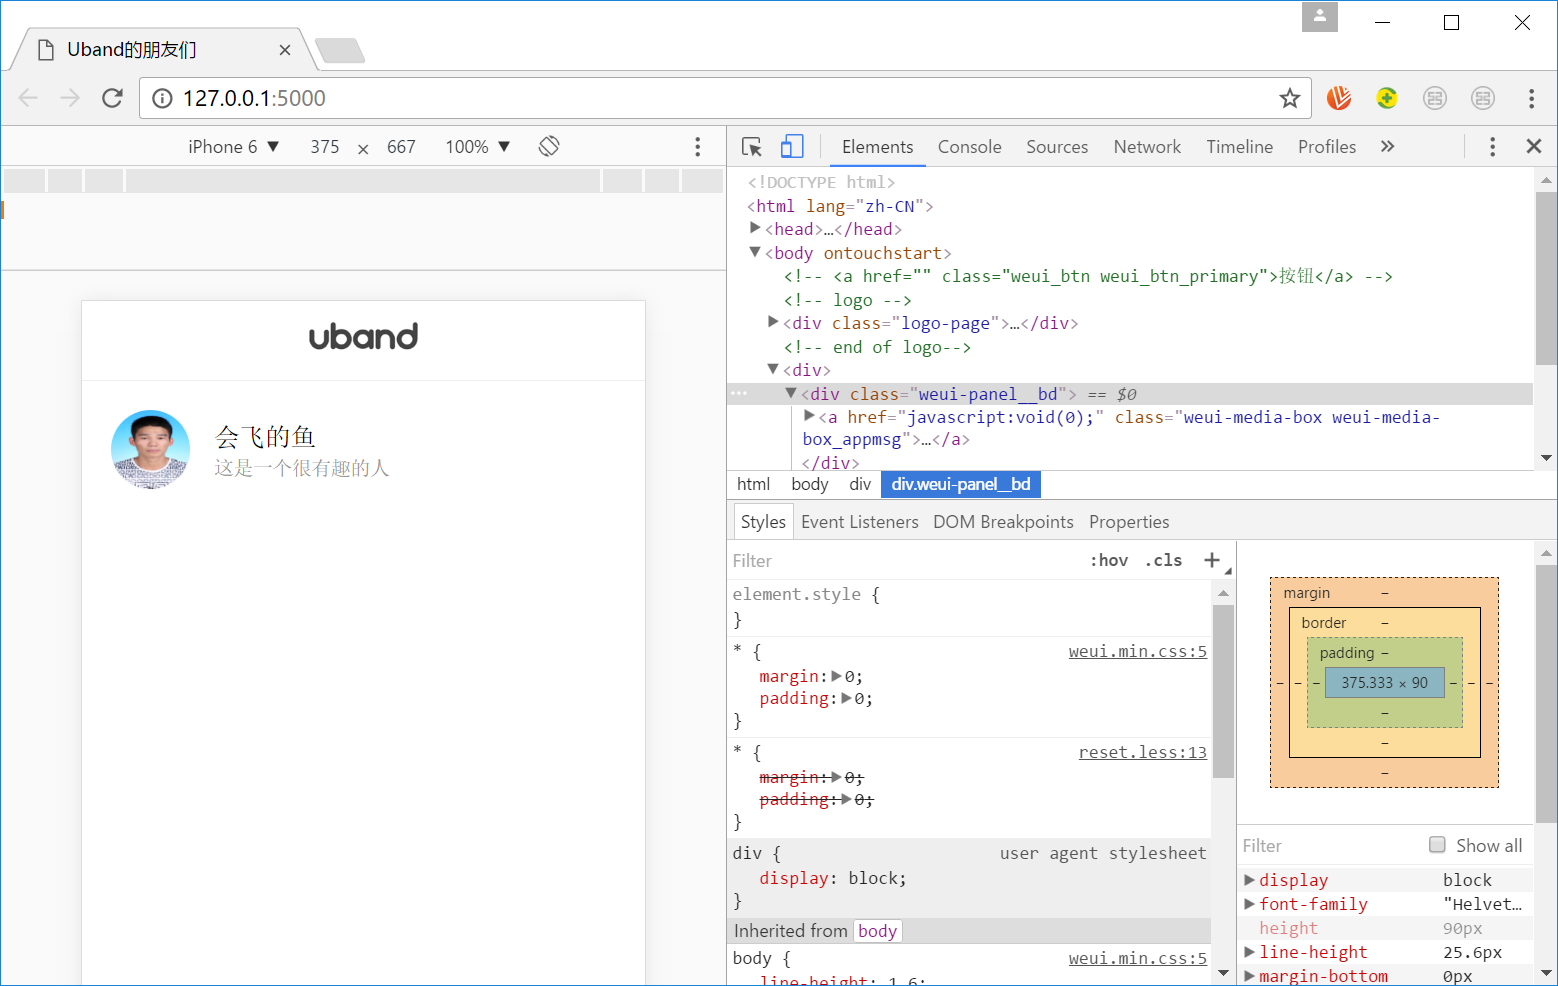 Uband的朋友们
127.0.0.1:5000
iPhone 6 ▼ 375 × 667 100% ▼
Elements Console Sources Network Timeline Profiles »
uband
会飞的鱼
这是一个很有趣的人
<!DOCTYPE html>
<html lang="zh-CN">
▶<head>…</head>
▼<body ontouchstart>
<!-- <a href="" class="weui_btn weui_btn_primary">按钮</a> -->
<!-- logo -->
▶<div class="logo-page">…</div>
<!-- end of logo-->
▼<div>
▼<div class="weui-panel__bd"> == $0
▶<a href="javascript:void(0);" class="weui-media-box weui-media-
box_appmsg">…</a>
</div>
html body div div.weui-panel__bd
Styles Event Listeners DOM Breakpoints Properties
Filter :hov .cls +
element.style {
}
* { weui.min.css:5
margin:▶0;
padding:▶0;
}
* { reset.less:13
margin:▶0;
padding:▶0;
}
div { user agent stylesheet
display: block;
}
Inherited from body
body { weui.min.css:5
line-height: 1.6;
margin –
border –
padding –
– – – 375.333 × 90 – – –
–
–
–
Filter Show all
▶display block
▶font-family "Helvet…
height 90px
▶line-height 25.6px
▶margin-bottom 0px